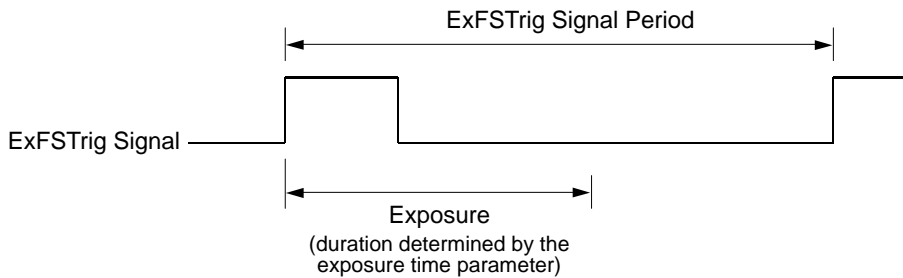 ExFSTrig Signal Period
ExFSTrig Signal
Exposure
(duration determined by the
exposure time parameter)